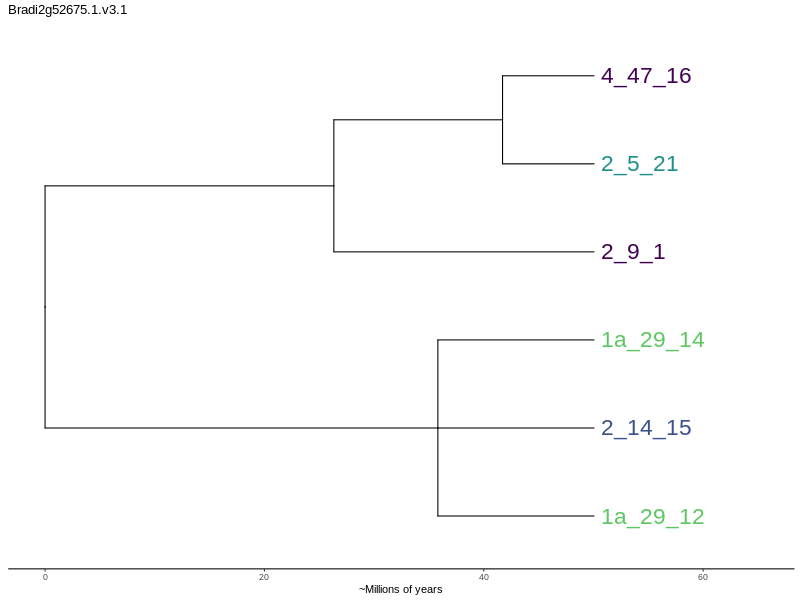 Bradi2g52675.1.v3.1
4_47_16
2_5_21
2_9_1
1a_29_14
2_14_15
1a_29_12
0 20 40 60
~Millions of years